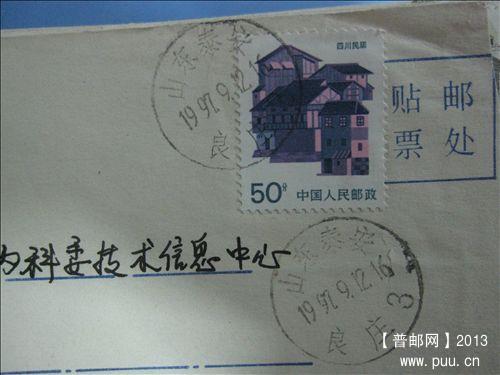 山东泰安
1997.9.12.16
良庄
四川民居
50分
中国人民邮政
贴邮
票处
科委技术信息中心
山东泰安
1997.9.12.16
良庄 3
【普邮网】2013
www.puu.cn